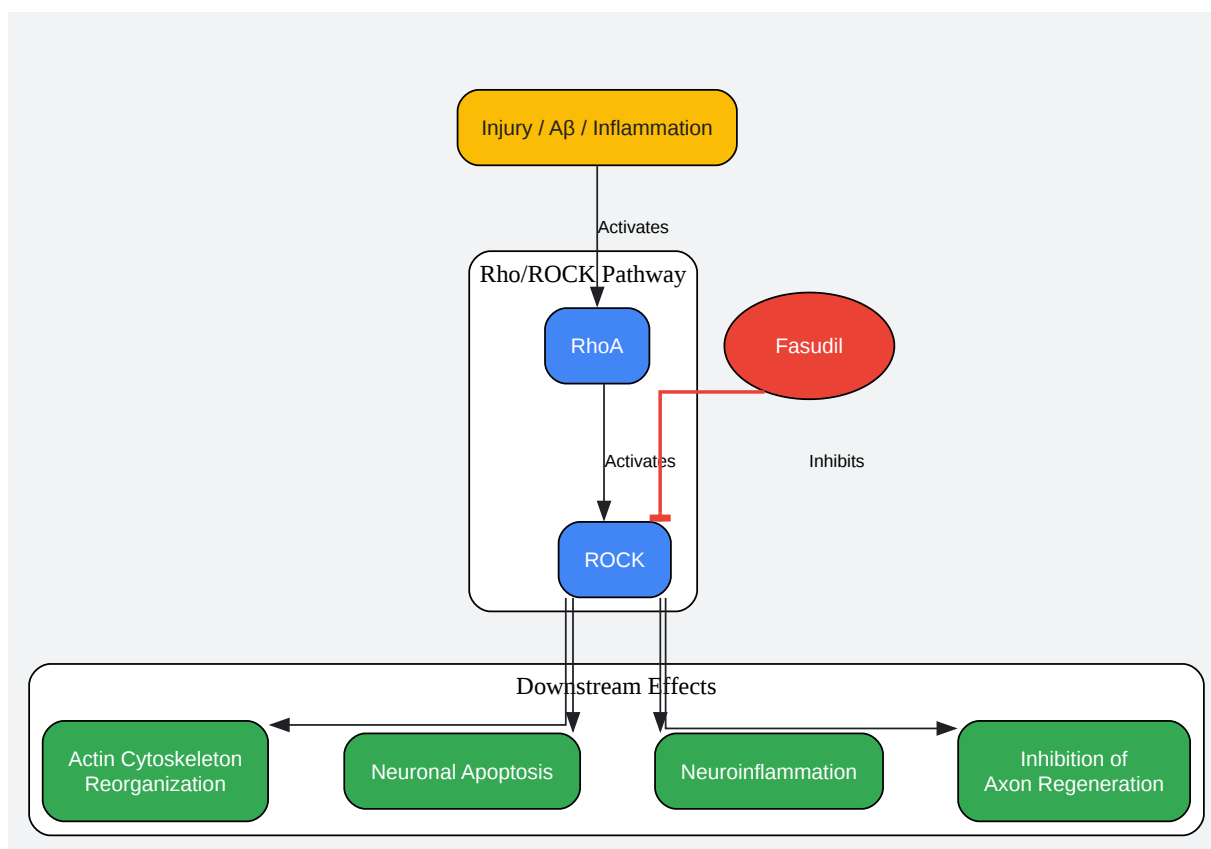 Injury / Aβ / Inflammation
Activates
Rho/ROCK Pathway
RhoA
Fasudil
Activates
Inhibits
ROCK
Downstream Effects
Actin Cytoskeleton
Reorganization
Neuronal Apoptosis
Neuroinflammation
Inhibition of
Axon Regeneration